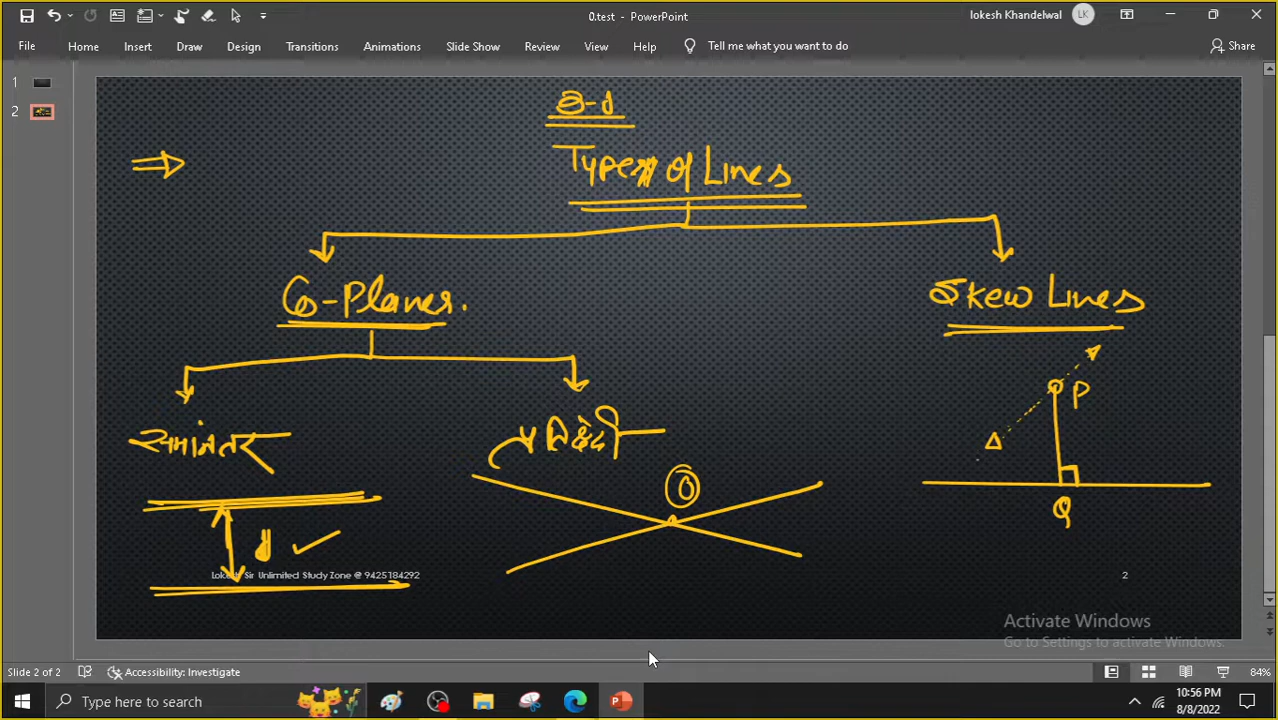 0.test - PowerPoint
lokesh Khandelwal LK
File Home Insert Draw Design Transitions Animations Slide Show Review View Help Tell me what you want to do Share
1
2
3-d
Types of Lines
Co-Planer.
Skew Lines
समांतर
P
O
d
Q
Lokesh Sir Unlimited Study Zone @ 9425184292
2
Activate Windows
Go to Settings to activate Windows.
Slide 2 of 2 Accessibility: Investigate 84%
Type here to search
10:56 PM
8/8/2022